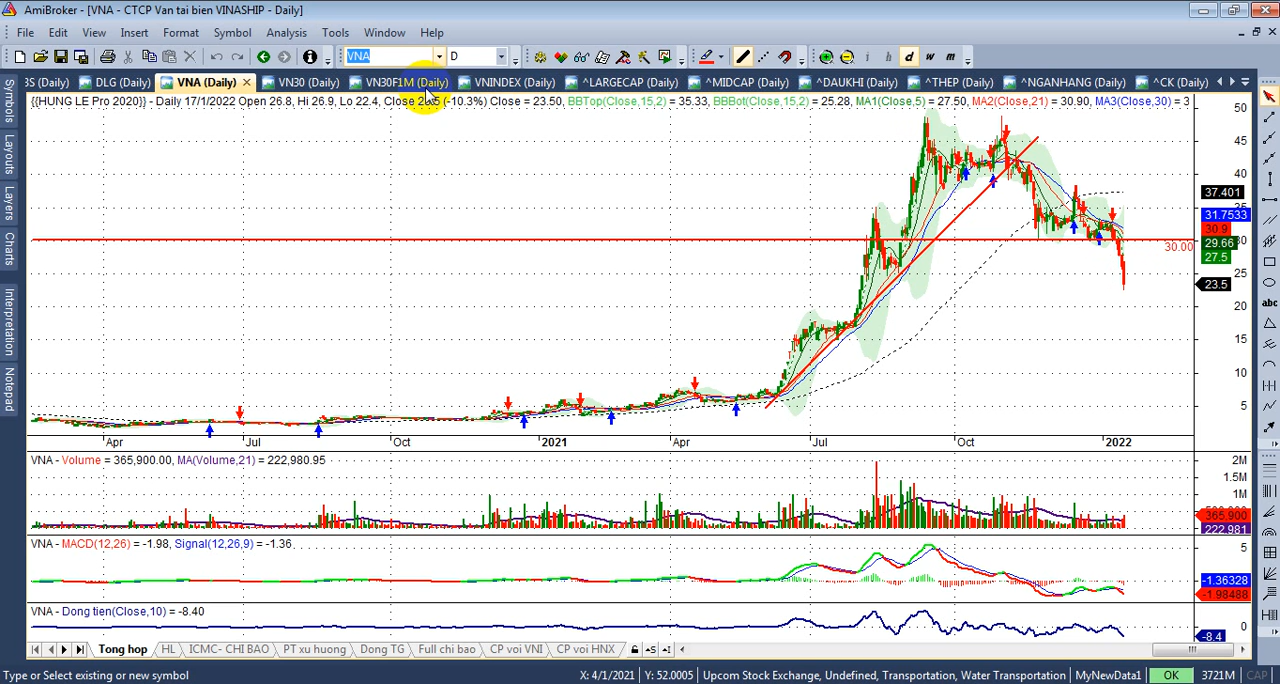 AmiBroker - [VNA - CTCP Van tai bien VINASHIP - Daily]
File Edit View Insert Format Symbol Analysis Tools Window Help
VNA D i h d w m
3S (Daily) DLG (Daily) VNA (Daily) VN30 (Daily) VN30F1M (Daily) VNINDEX (Daily) ^LARGECAP (Daily) ^MIDCAP (Daily) ^DAUKHI (Daily) ^THEP (Daily) ^NGANHANG (Daily) ^CK (Daily)
{{HUNG LE Pro 2020}} - Daily 17/1/2022 Open 26.8, Hi 26.9, Lo 22.4, Close (-10.3%) Close = 23.50, BBTop(Close,15,2) = 35.33, BBBot(Close,15,2) = 25.23, MA1(Close,5) = 27.50, MA2(Close,21) = 30.90, MA3(Close,30) = 3
Symbols
Layouts
Layers
Charts
Interpretation
Notepad
50
45
40
37.401
35
31.7533
30.9
30.00
29.66
30
27.5
25
23.5
20
15
10
5
abc
Apr Jul Oct 2021 Apr Jul Oct 2022
VNA - Volume = 365,900.00, MA(Volume,21) = 222,980.95
2M
1.5M
1M
365,900
222,981
VNA - MACD(12,26) = -1.98, Signal(12,26,9) = -1.36
5
-1.36328
-1.98488
VNA - Dong tien(Close,10) = -8.40
0
-8.4
Tong hop HL ICMC- CHI BAO PT xu huong Dong TG Full chi bao CP voi VNI CP voi HNX
Type or Select existing or new symbol X: 4/1/2021 Y: 52.0005 Upcom Stock Exchange, Undefined, Transportation, Water Transportation MyNewData1 OK 3721M CAP